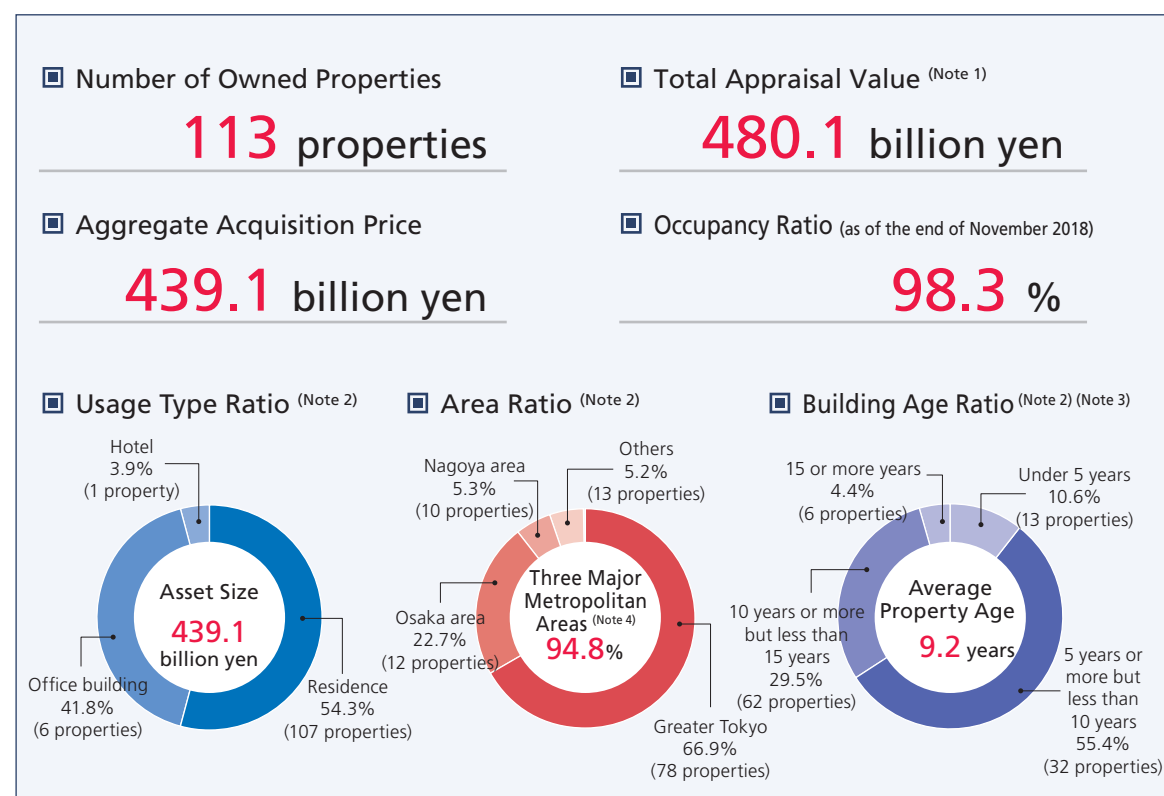 Number of Owned Properties
113 properties
Total Appraisal Value (Note 1)
480.1 billion yen
Aggregate Acquisition Price
439.1 billion yen
Occupancy Ratio (as of the end of November 2018)
98.3 %
Usage Type Ratio (Note 2)
Hotel
3.9%
(1 property)
Asset Size
439.1
billion yen
Office building
41.8%
(6 properties)
Residence
54.3%
(107 properties)
Area Ratio (Note 2)
Others
5.2%
(13 properties)
Nagoya area
5.3%
(10 properties)
Three Major
Metropolitan
Areas (Note 4)
94.8%
Osaka area
22.7%
(12 properties)
Greater Tokyo
66.9%
(78 properties)
Building Age Ratio (Note 2) (Note 3)
15 or more years
4.4%
(6 properties)
Under 5 years
10.6%
(13 properties)
Average
Property Age
9.2 years
10 years or more
but less than
15 years
29.5%
(62 properties)
5 years or
more but
less than
10 years
55.4%
(32 properties)